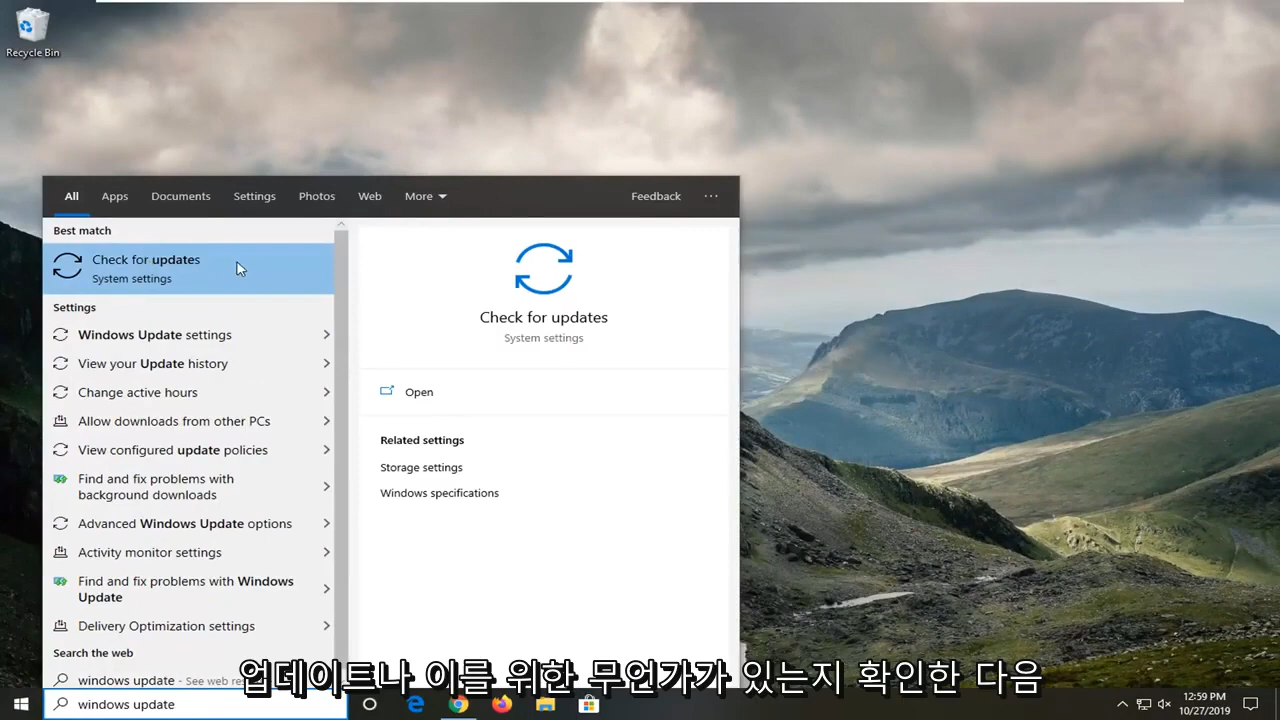 Recycle Bin
All Apps Documents Settings Photos Web More Feedback ...
Best match
Check for updates
System settings
Settings
Windows Update settings
View your Update history
Change active hours
Allow downloads from other PCs
View configured update policies
Find and fix problems with
background downloads
Advanced Windows Update options
Activity monitor settings
Find and fix problems with Windows
Update
Delivery Optimization settings
Search the web
windows update - See web res
windows update
Check for updates
System settings
Open
Related settings
Storage settings
Windows specifications
업데이트나 이를 위한 무언가가 있는지 확인한 다음
12:59 PM
10/27/2019